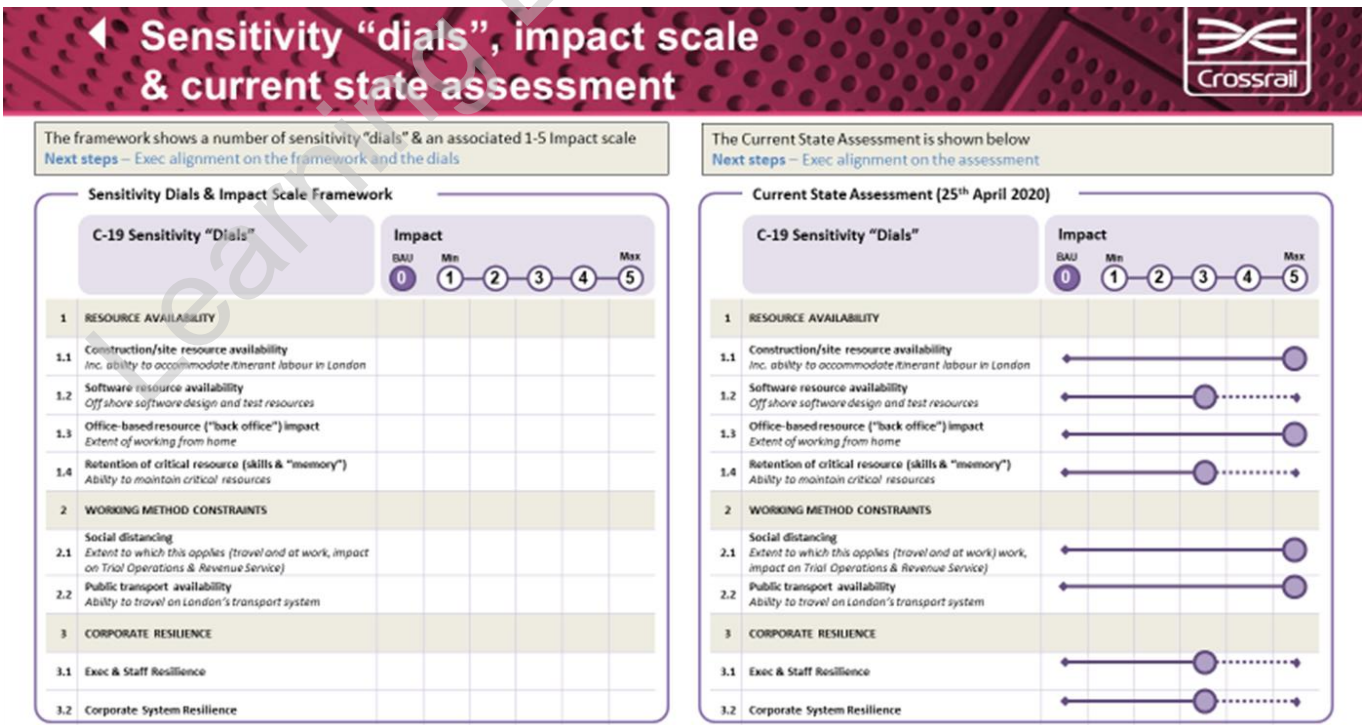 Sensitivity “dials”, impact scale
& current state assessment
Crossrail
Learning L
The framework shows a number of sensitivity “dials” & an associated 1-5 Impact scale
Next steps – Exec alignment on the framework and the dials
Sensitivity Dials & Impact Scale Framework
C-19 Sensitivity “Dials”
Impact
BAU Min Max
0 1 2 3 4 5
1 RESOURCE AVAILABILITY
1.1 Construction/site resource availability
Inc. ability to accommodate itinerant labour in London
1.2 Software resource availability
Off shore software design and test resources
1.3 Office-based resource (“back office”) impact
Extent of working from home
1.4 Retention of critical resource (skills & “memory”)
Ability to maintain critical resources
2 WORKING METHOD CONSTRAINTS
2.1 Social distancing
Extent to which this applies (travel and at work, impact
on Trial Operations & Revenue Service)
2.2 Public transport availability
Ability to travel on London’s transport system
3 CORPORATE RESILIENCE
3.1 Exec & Staff Resilience
3.2 Corporate System Resilience
The Current State Assessment is shown below
Next steps – Exec alignment on the assessment
Current State Assessment (25th April 2020)
C-19 Sensitivity “Dials”
Impact
BAU Min Max
0 1 2 3 4 5
1 RESOURCE AVAILABILITY
1.1 Construction/site resource availability
Inc. ability to accommodate itinerant labour in London
1.2 Software resource availability
Off shore software design and test resources
1.3 Office-based resource (“back office”) impact
Extent of working from home
1.4 Retention of critical resource (skills & “memory”)
Ability to maintain critical resources
2 WORKING METHOD CONSTRAINTS
2.1 Social distancing
Extent to which this applies (travel and at work) work,
impact on Trial Operations & Revenue Service)
2.2 Public transport availability
Ability to travel on London’s transport system
3 CORPORATE RESILIENCE
3.1 Exec & Staff Resilience
3.2 Corporate System Resilience